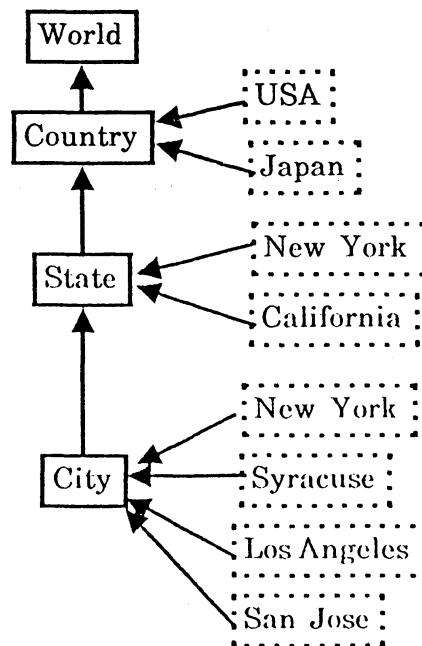 World
USA
Country
Japan
New York
State
California
New York
City
Syracuse
Los Angeles
San Jose